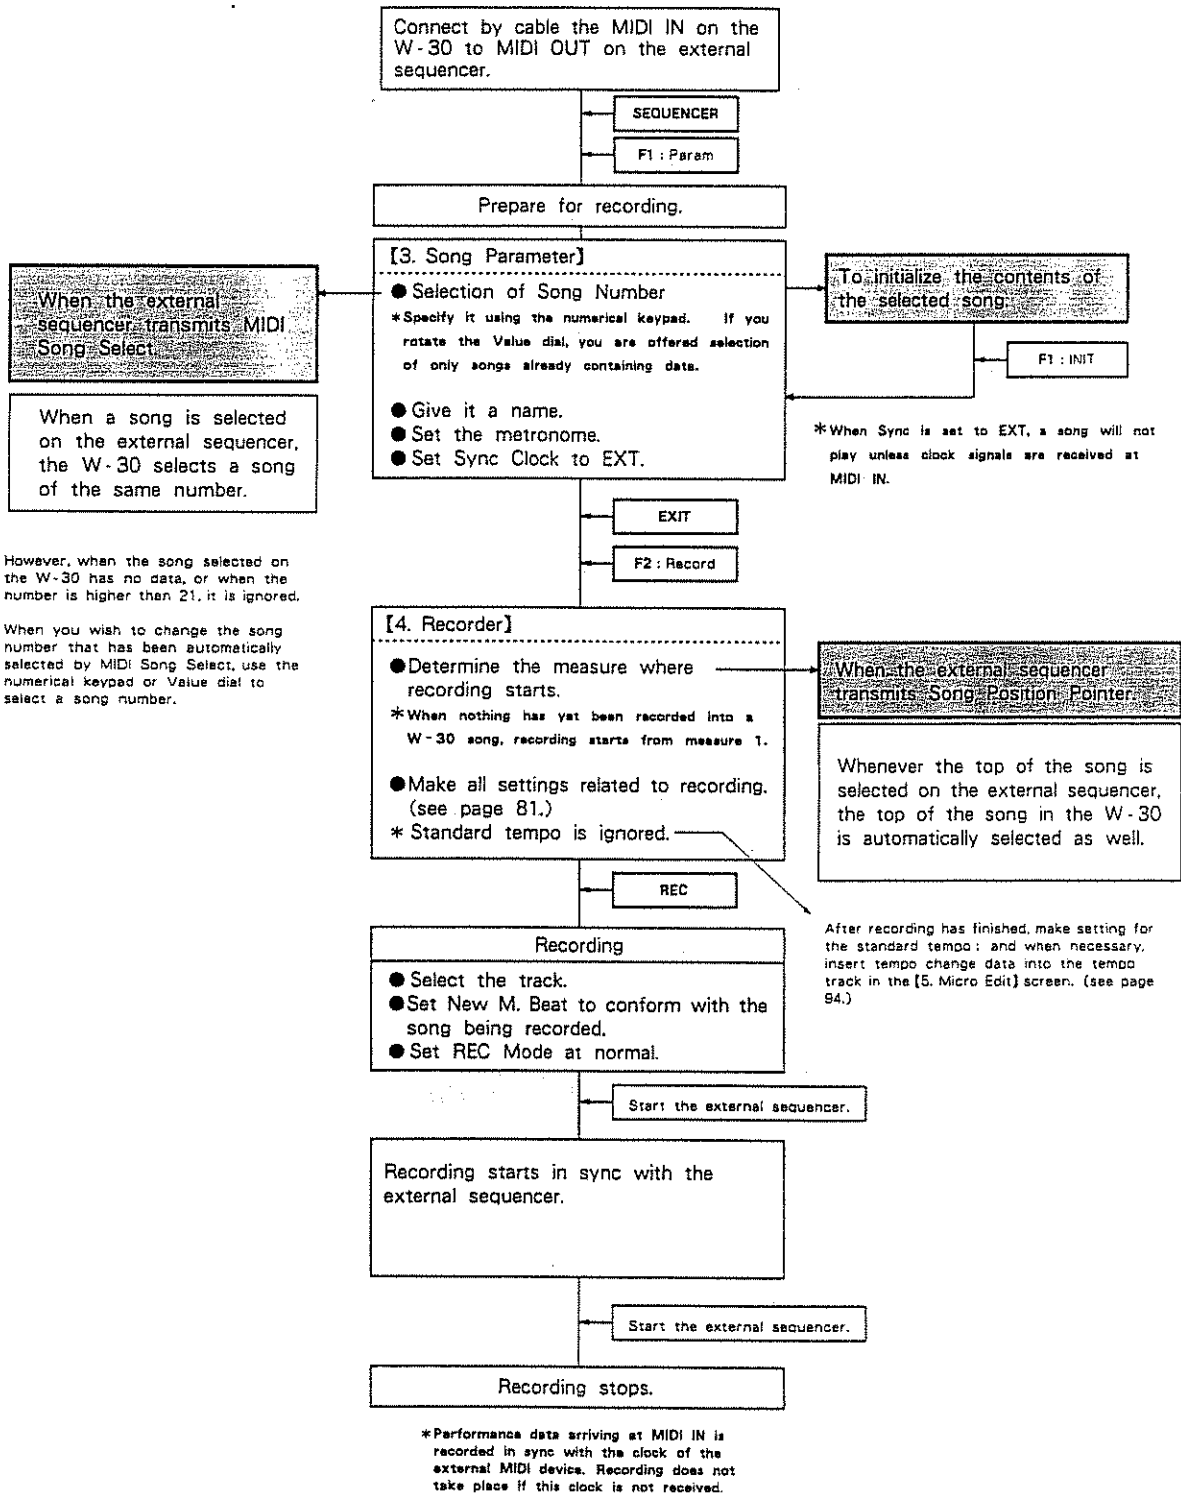 Connect by cable the MIDI IN on the
W-30 to MIDI OUT on the external
sequencer.
SEQUENCER
F1 : Param
Prepare for recording.
【3. Song Parameter】
● Selection of Song Number
*Specify it using the numerical keypad. If you
rotate the Value dial, you are offered selection
of only songs already containing data.
● Give it a name.
● Set the metronome.
● Set Sync Clock to EXT.
When the external
sequencer transmits MIDI
Song Select.
When a song is selected
on the external sequencer,
the W-30 selects a song
of the same number.
However, when the song selected on
the W-30 has no data, or when the
number is higher than 21, it is ignored.
When you wish to change the song
number that has been automatically
selected by MIDI Song Select, use the
numerical keypad or Value dial to
select a song number.
To initialize the contents of
the selected song.
F1 : INIT
*When Sync is set to EXT, a song will not
play unless clock signals are received at
MIDI IN.
EXIT
F2 : Record
【4. Recorder】
●Determine the measure where
recording starts.
*When nothing has yet been recorded into a
W-30 song, recording starts from measure 1.
●Make all settings related to recording.
(see page 81.)
* Standard tempo is ignored.
When the external sequencer
transmits Song Position Pointer.
Whenever the top of the song is
selected on the external sequencer,
the top of the song in the W-30
is automatically selected as well.
REC
After recording has finished, make setting for
the standard tempo ; and when necessary,
insert tempo change data into the tempo
track in the [5. Micro Edit] screen. (see page
94.)
Recording
● Select the track.
●Set New M. Beat to conform with the
song being recorded.
● Set REC Mode at normal.
Start the external sequencer.
Recording starts in sync with the
external sequencer.
Start the external sequencer.
Recording stops.
*Performance data arriving at MIDI IN is
recorded in sync with the clock of the
external MIDI device. Recording does not
take place if this clock is not received.